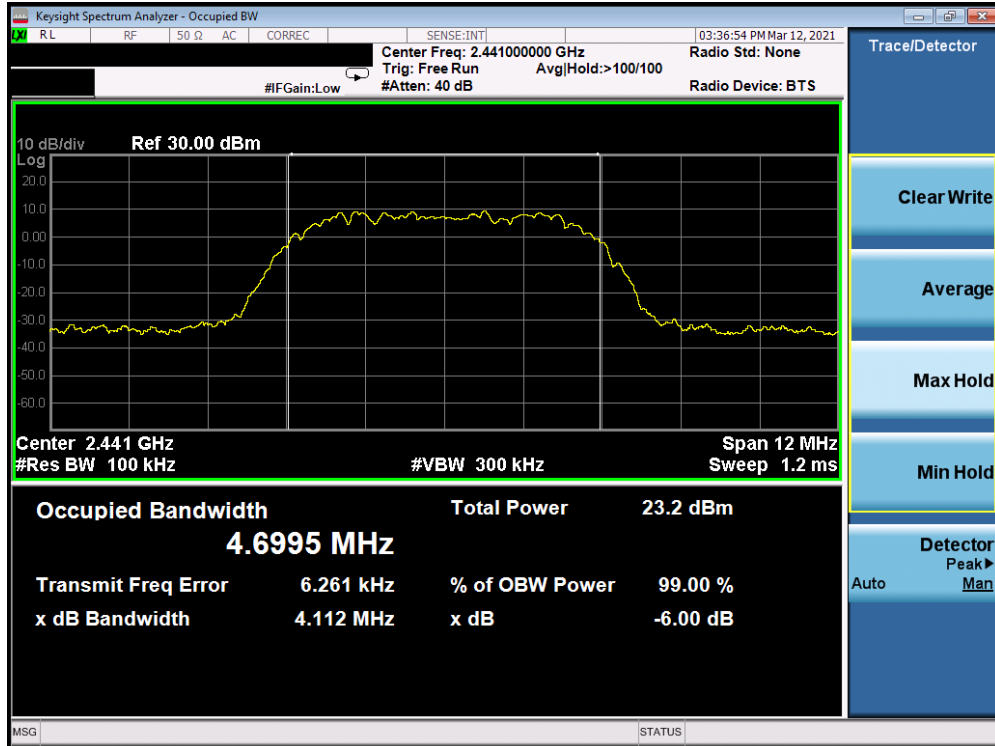 Keysight Spectrum Analyzer - Occupied BW
LXI RL RF 50 Ω AC CORREC SENSE:INT 03:36:54 PM Mar 12, 2021
Center Freq: 2.441000000 GHz Radio Std: None
Trig: Free Run Avg|Hold:>100/100
#IFGain:Low #Atten: 40 dB Radio Device: BTS
Trace/Detector
10 dB/div Ref 30.00 dBm
Log
20.0
10.0
0.00
-10.0
-20.0
-30.0
-40.0
-50.0
-60.0
Center 2.441 GHz Span 12 MHz
#Res BW 100 kHz #VBW 300 kHz Sweep 1.2 ms
Occupied Bandwidth Total Power 23.2 dBm
4.6995 MHz
Transmit Freq Error 6.261 kHz % of OBW Power 99.00 %
x dB Bandwidth 4.112 MHz x dB -6.00 dB
Clear Write
Average
Max Hold
Min Hold
Detector
Peak▶
Auto Man
MSG STATUS